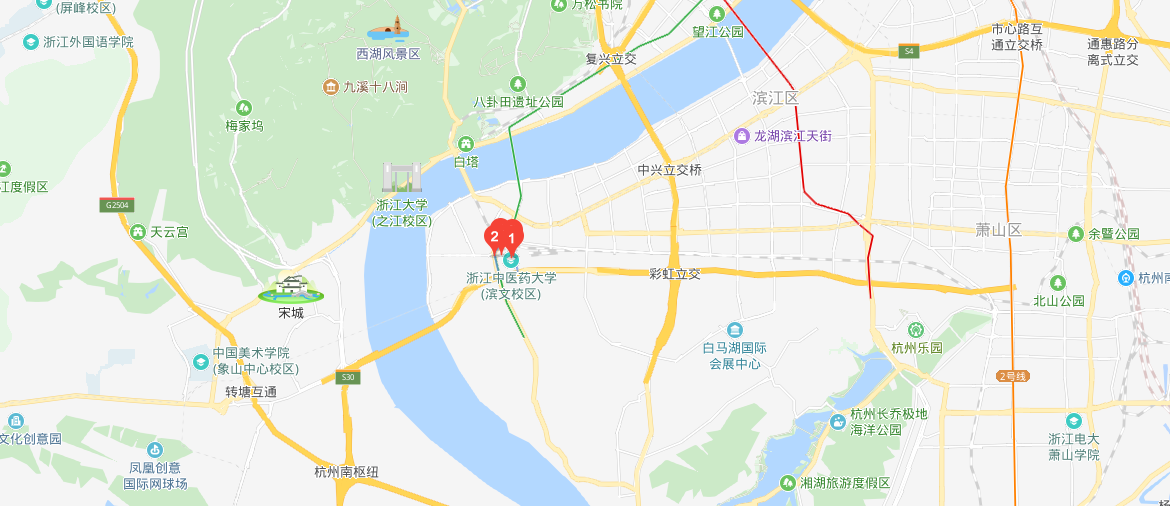 (屏峰校区)
万松书院
浙江外国语学院
西湖风景区
望江公园
市心路互
通立交桥
通惠路分
离式立交
S4
复兴立交
九溪十八涧
八卦田遗址公园
滨江区
梅家坞
龙湖滨江天街
白塔
中兴立交桥
江度假区
浙江大学
(之江校区)
G2504
天云宫
萧山区
余暨公园
2
1
浙江中医药大学
(滨文校区)
彩虹立交
杭州南
北山公园
宋城
白马湖国际
会展中心
杭州乐园
中国美术学院
(象山中心校区)
S30
2号线
转塘互通
文化创意园
杭州长乔极地
海洋公园
浙江电大
萧山学院
凤凰创意
国际网球场
杭州南枢纽
湘湖旅游度假区